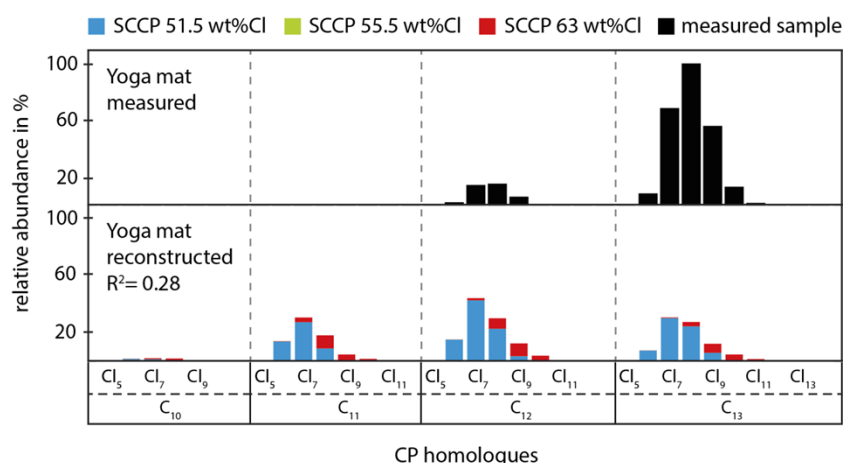 SCCP 51.5 wt%Cl SCCP 55.5 wt%Cl SCCP 63 wt%Cl measured sample
relative abundance in %
100
60
20
Yoga mat
measured
100
60
20
Yoga mat
reconstructed
R²= 0.28
Cl₅ Cl₇ Cl₉ Cl₅ Cl₇ Cl₉ Cl₁₁ Cl₅ Cl₇ Cl₉ Cl₁₁ Cl₅ Cl₇ Cl₉ Cl₁₁ Cl₁₃
C₁₀ C₁₁ C₁₂ C₁₃
CP homologues